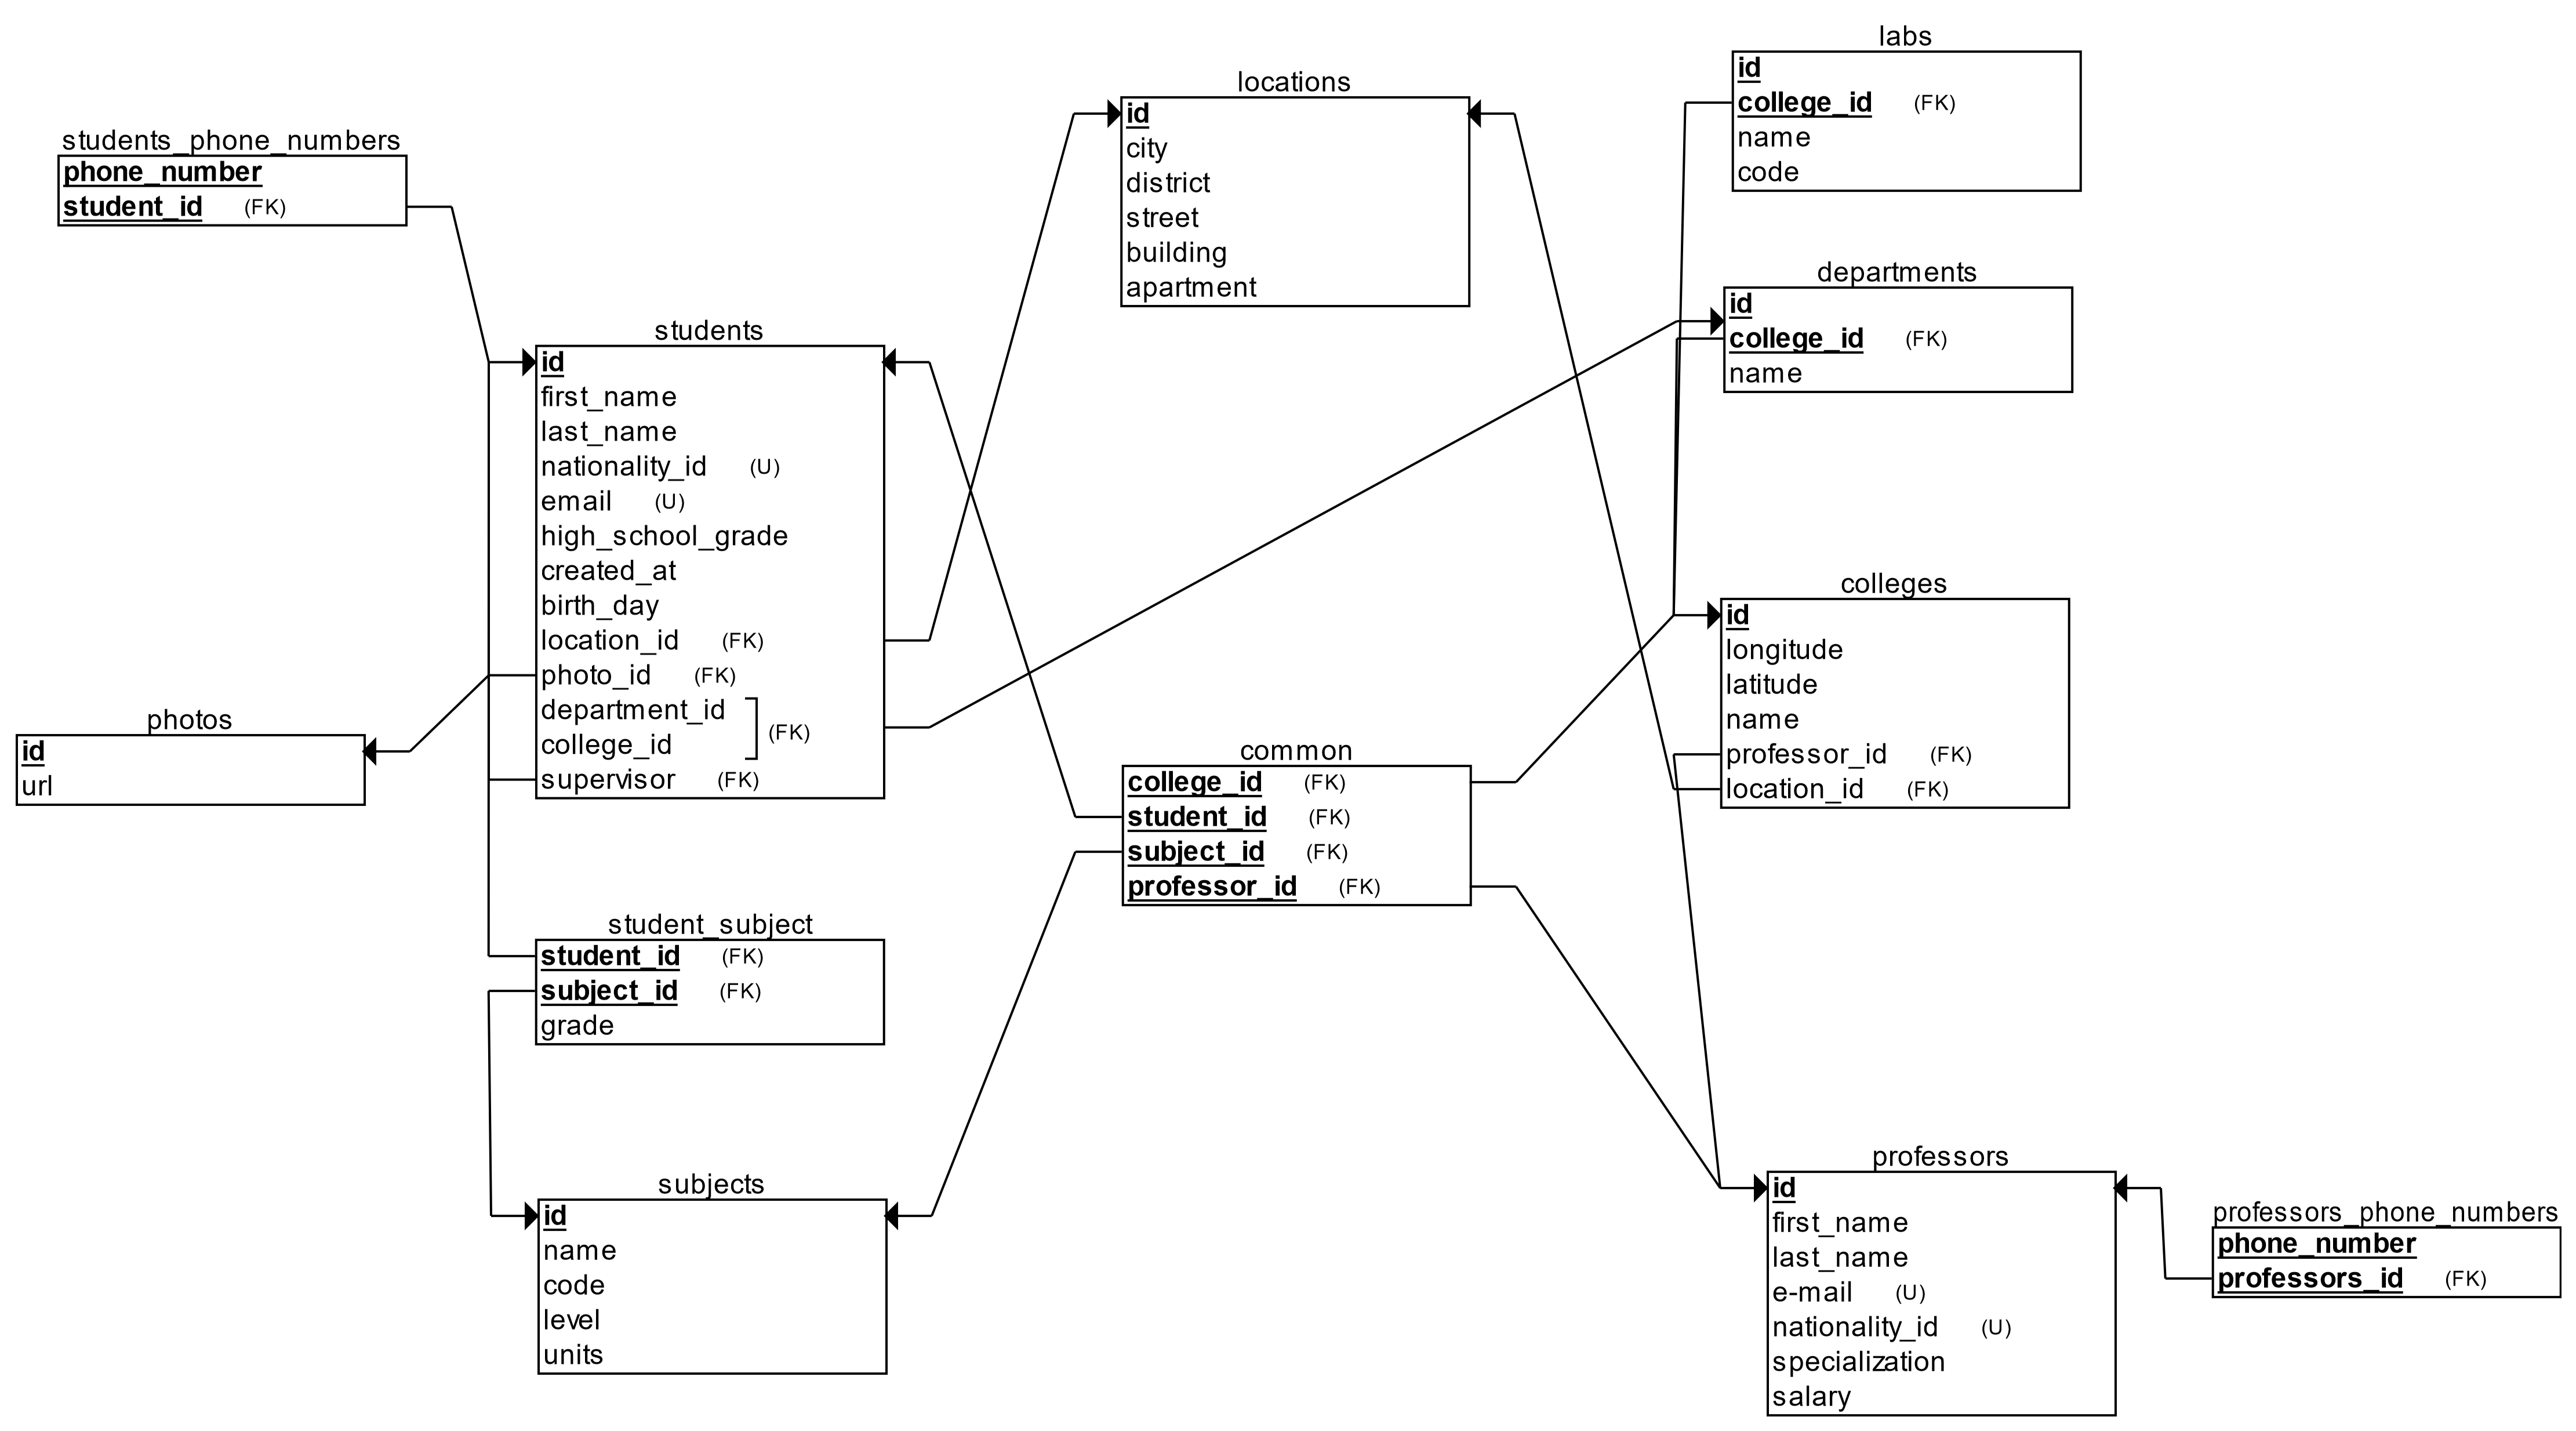 students_phone_numbers
phone_number
student_id (FK)
photos
id
url
students
id
first_name
last_name
nationality_id (U)
email (U)
high_school_grade
created_at
birth_day
location_id (FK)
photo_id (FK)
department_id
college_id
(FK)
supervisor (FK)
student_subject
student_id (FK)
subject_id (FK)
grade
subjects
id
name
code
level
units
locations
id
city
district
street
building
apartment
common
college_id (FK)
student_id (FK)
subject_id (FK)
professor_id (FK)
labs
id
college_id (FK)
name
code
departments
id
college_id (FK)
name
colleges
id
longitude
latitude
name
professor_id (FK)
location_id (FK)
professors
id
first_name
last_name
e-mail (U)
nationality_id (U)
specialization
salary
professors_phone_numbers
phone_number
professors_id (FK)